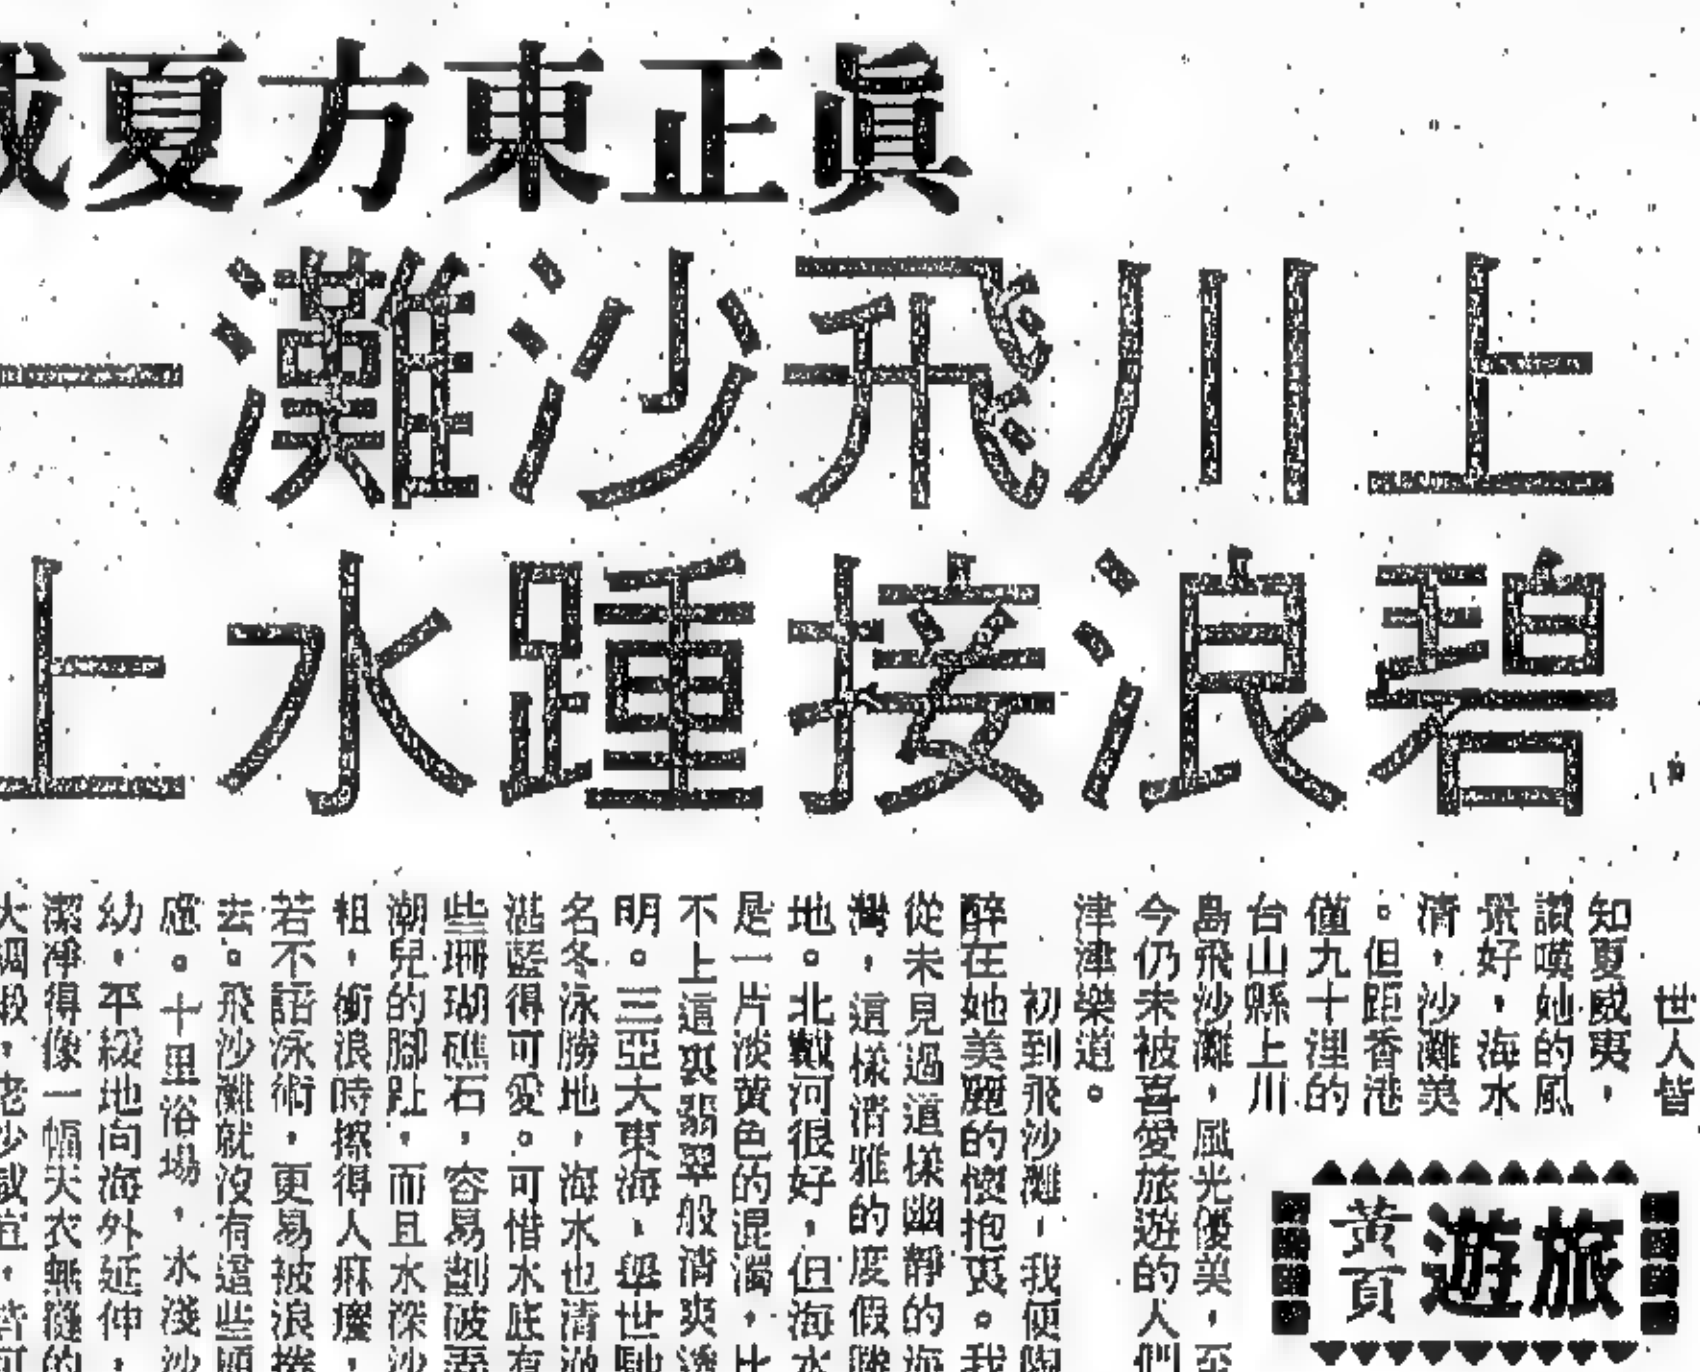 眞正東方夏威
上川飛沙灘一
碧浪接踵水上
旅遊
黃頁
世人皆
知夏威夷，
讚嘆她的風
景好，海水
清，沙灘美
。但距香港
僅九十浬的
台山縣上川
島飛沙灘，風光優美，至
今仍未被喜愛旅遊的人們
津津樂道。
初到飛沙灘，我便陶
醉在她美麗的懷抱裏。我
從未見過這樣幽靜的海
灣，這樣清雅的度假勝
地。北戴河很好，但海水
是一片淡黃色的混濁，比
不上這裏翡翠般清爽透
明。三亞大東海，舉世馳
名冬泳勝地，海水也清澈
湛藍得可愛。可惜水底有
些珊瑚礁石，容易割破弄
潮兒的腳趾，而且水深沙
粗，衝浪時擦得人麻癢，
若不諳泳術，更易被浪捲
去。飛沙灘就沒有這些顧
慮。十里浴場，水淺沙
幼，平緩地向海外延伸，
潔淨得像一幅天衣無縫的